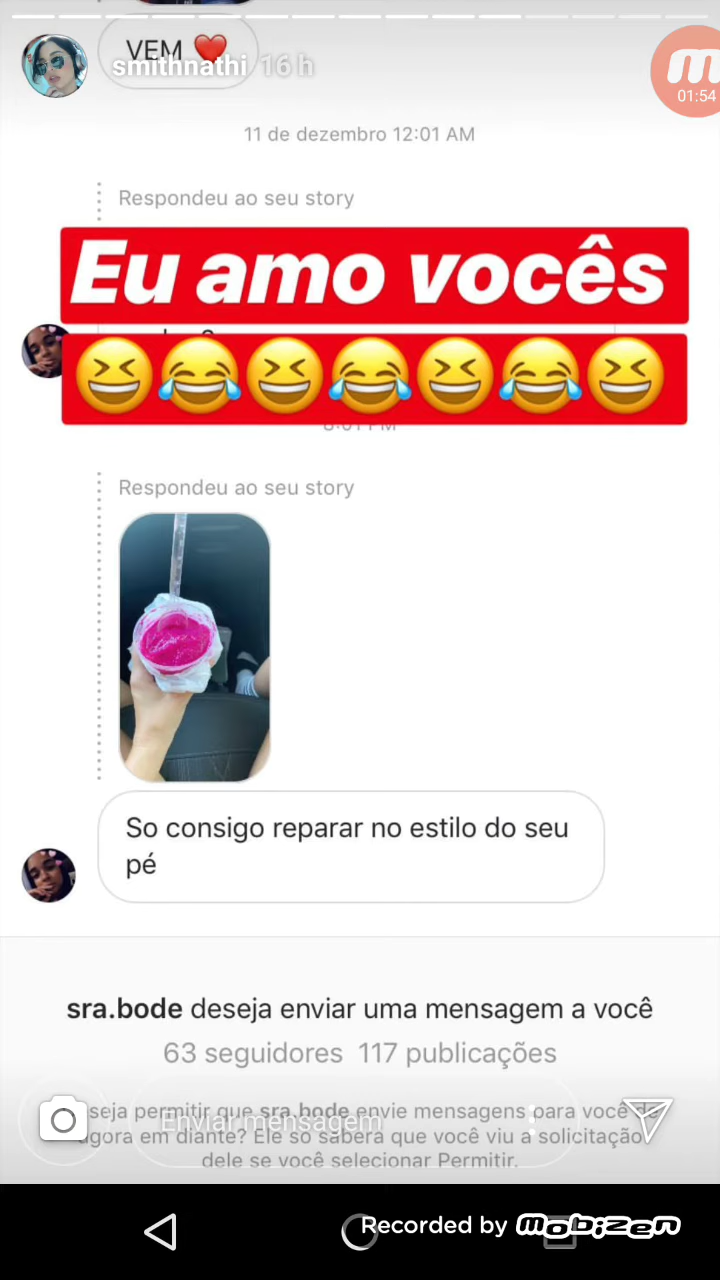 VEM ❤️
smithnathi 16 h
01:54
11 de dezembro 12:01 AM
Respondeu ao seu story
Eu amo vocês
😆😂😆😂😆😂😆
Respondeu ao seu story
So consigo reparar no estilo do seu
pé
sra.bode deseja enviar uma mensagem a você
63 seguidores 117 publicações
seja permitir que sra.bode envie mensagens para você de
agora em diante? Ele so sabera que você viu a solicitação
dele se você selecionar Permitir.
Enviar mensagem
Recorded by mobizen